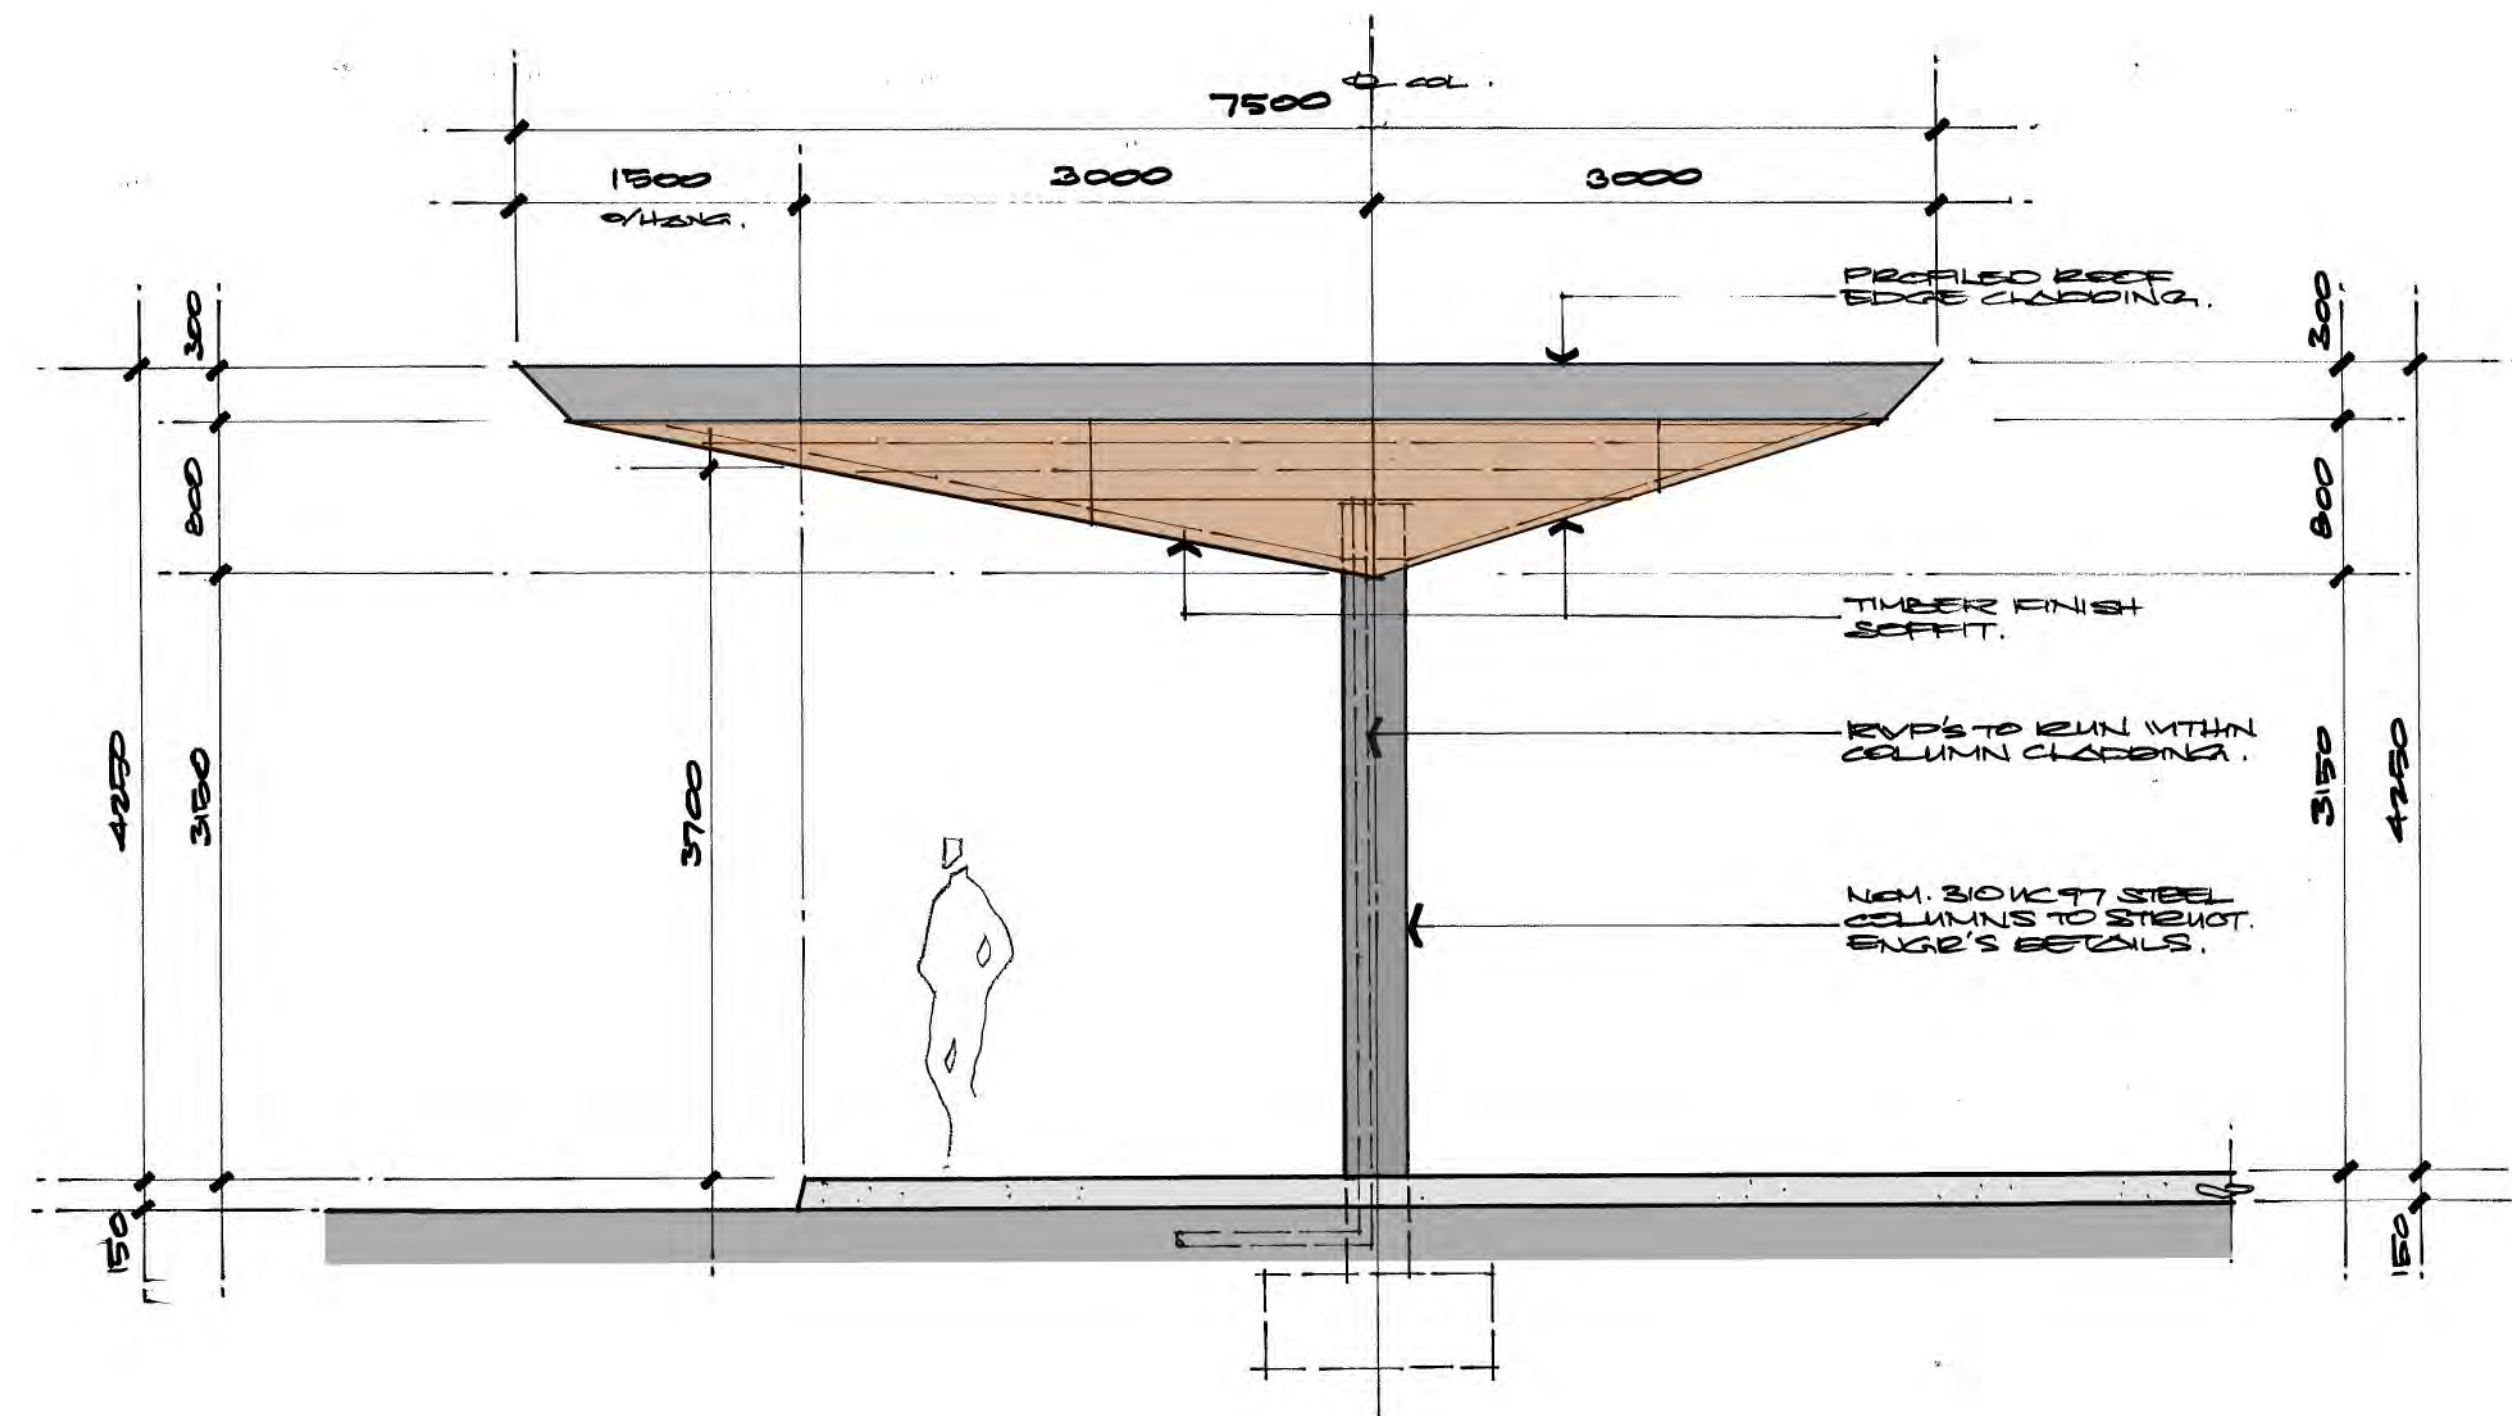 ℄ COL.
7500
1500
O/HANG.
3000
3000
PROFILED ROOF
EDGE CLADDING.
300
300
800
800
TIMBER FINISH
SOFFIT.
RWP'S TO RUN WITHIN
COLUMN CLADDING.
4250
3150
3700
3150
4250
NOM. 310UC97 STEEL
COLUMNS TO STRUCT.
ENGR'S DETAILS.
150
150